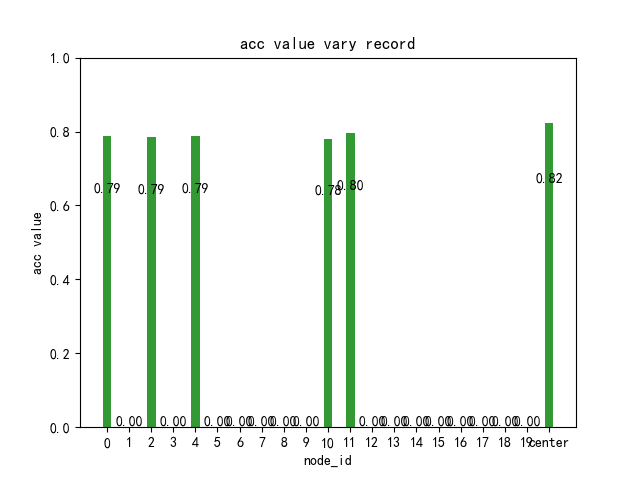 acc value vary record
1.0
0.8
0.6
0.4
0.2
0.0
acc value
0.79 0.00 0.79 0.00 0.79 0.00 0.00 0.00 0.00 0.00 0.78 0.80 0.00 0.00 0.00 0.00 0.00 0.00 0.00 0.00 0.82
0 1 2 3 4 5 6 7 8 9 10 11 12 13 14 15 16 17 18 19 center
node_id